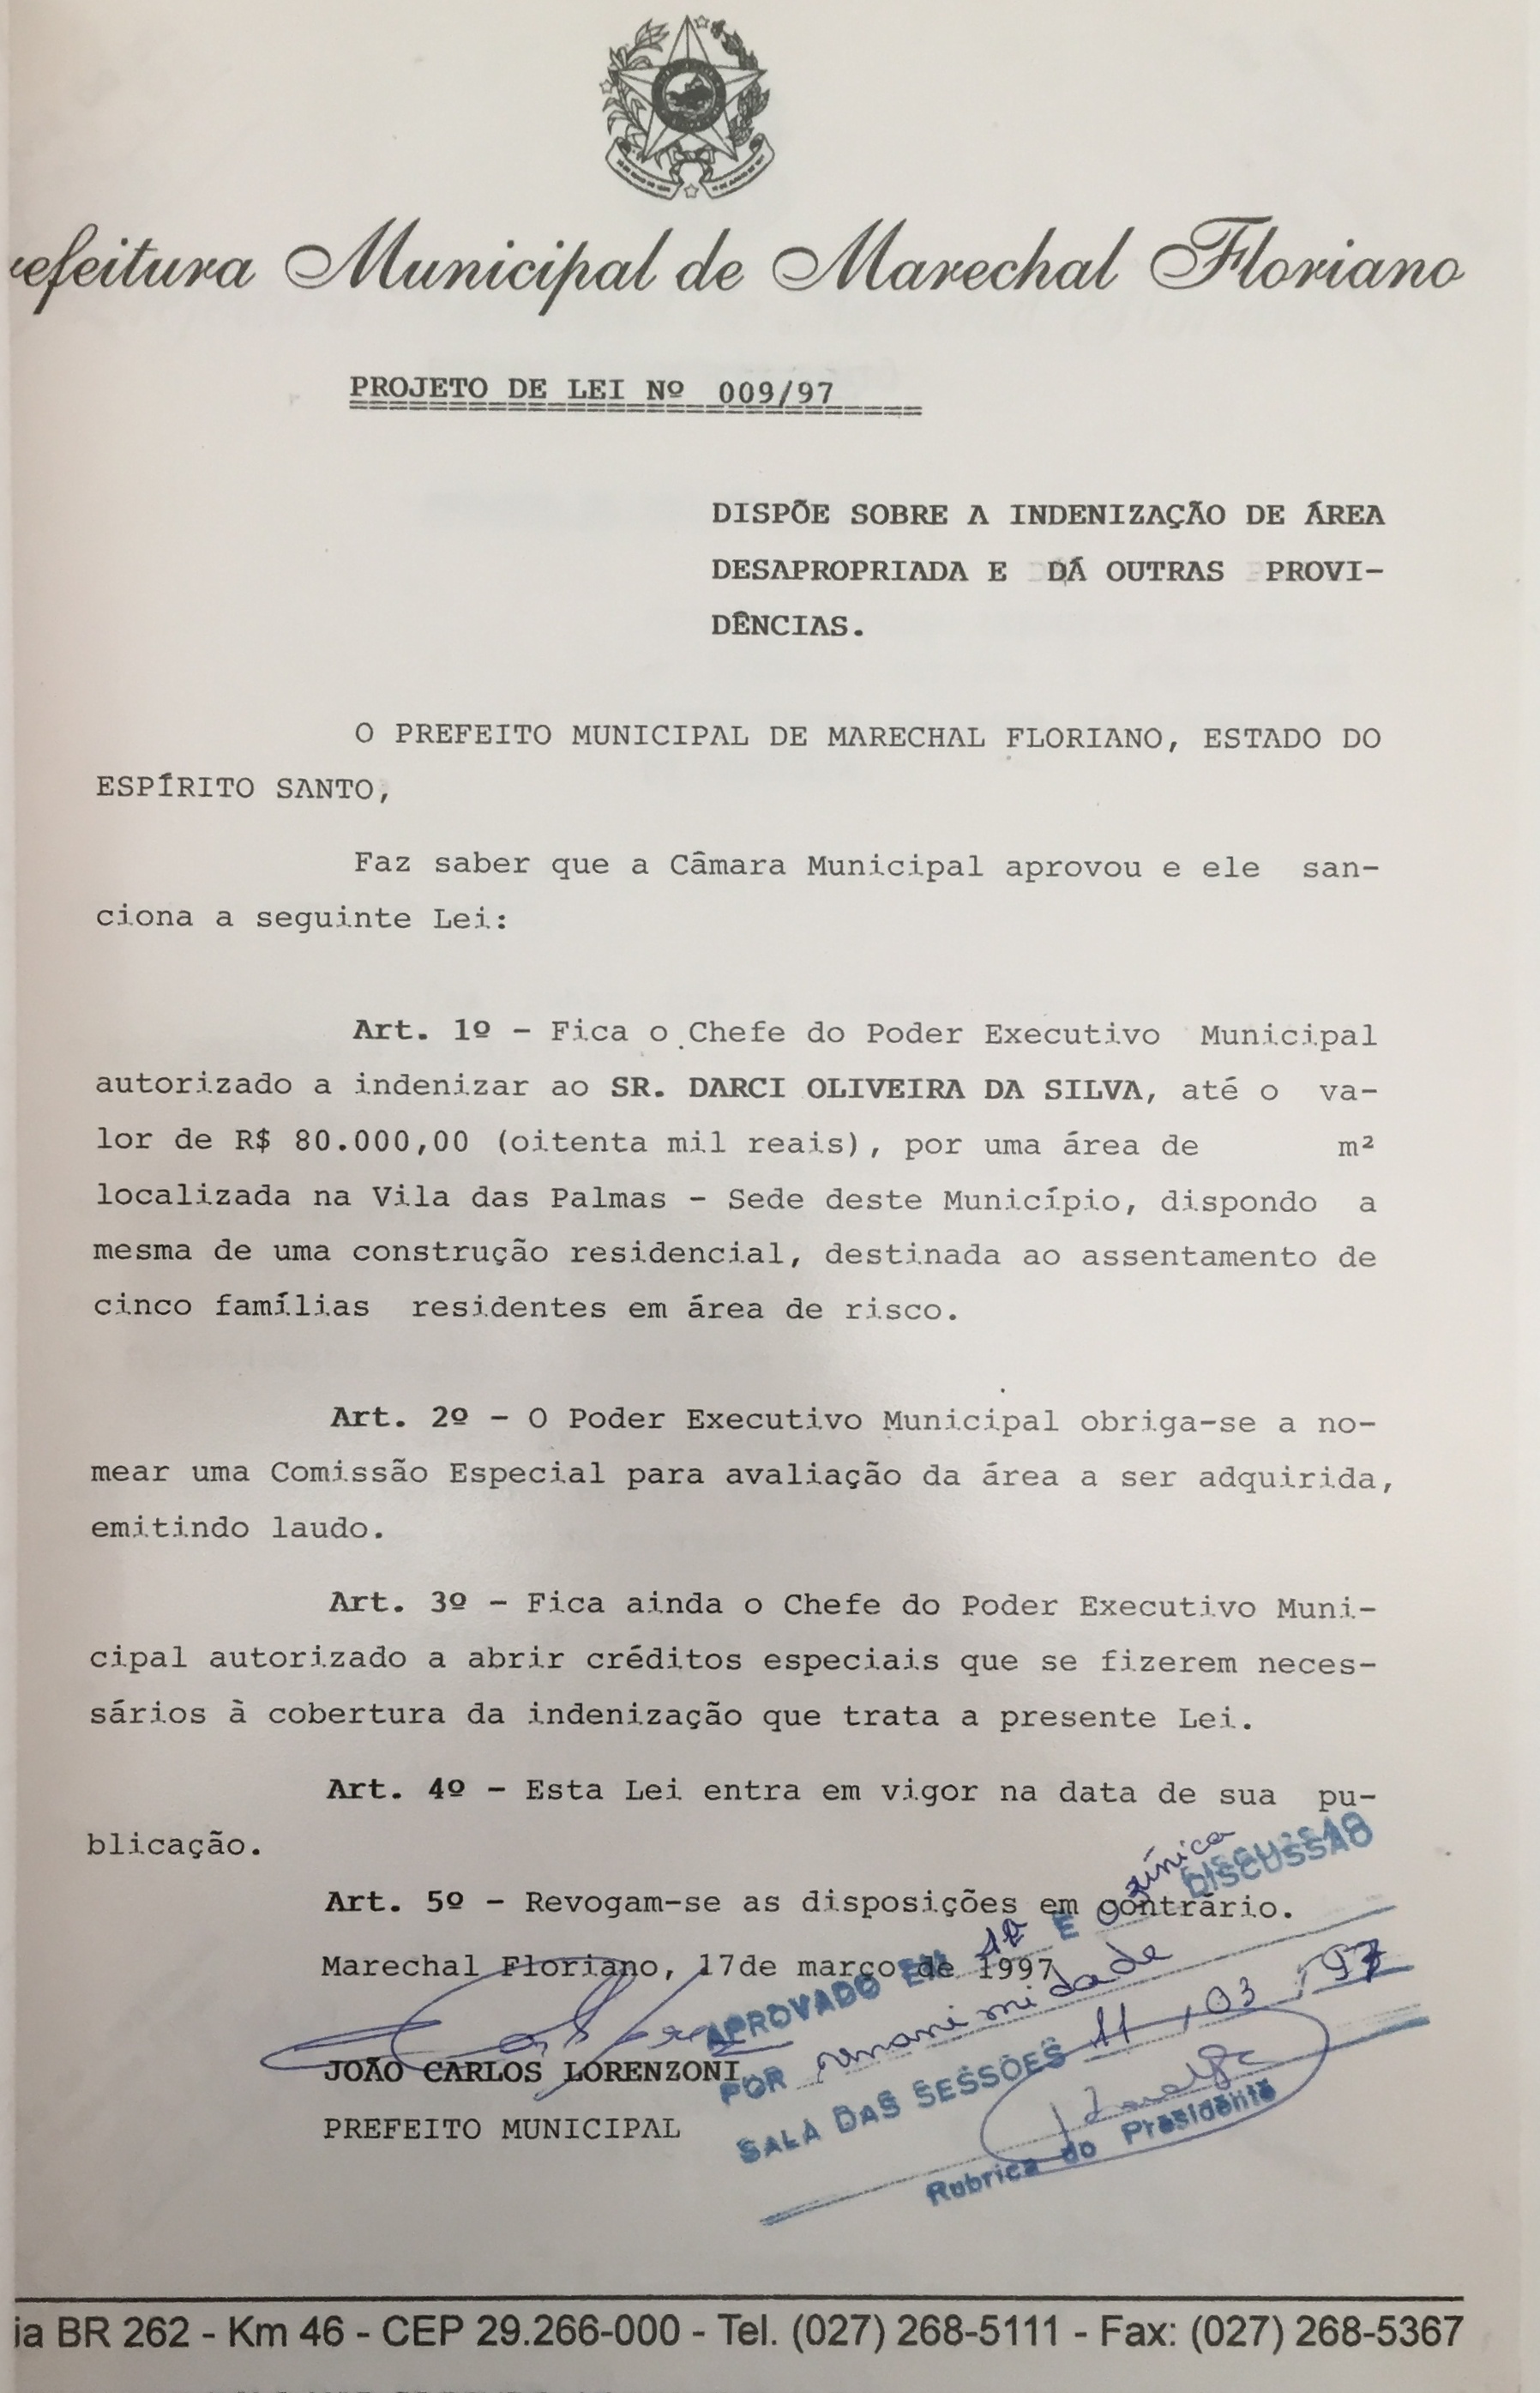 efeitura Municipal de Marechal Floriano
PROJETO DE LEI Nº 009/97
DISPÕE SOBRE A INDENIZAÇÃO DE ÁREA
DESAPROPRIADA E DÁ OUTRAS PROVI-
DÊNCIAS.
O PREFEITO MUNICIPAL DE MARECHAL FLORIANO, ESTADO DO
ESPÍRITO SANTO,
Faz saber que a Câmara Municipal aprovou e ele san-
ciona a seguinte Lei:
Art. 1º - Fica o Chefe do Poder Executivo Municipal
autorizado a indenizar ao SR. DARCI OLIVEIRA DA SILVA, até o va-
lor de R$ 80.000,00 (oitenta mil reais), por uma área de m²
localizada na Vila das Palmas - Sede deste Município, dispondo a
mesma de uma construção residencial, destinada ao assentamento de
cinco famílias residentes em área de risco.
Art. 2º - O Poder Executivo Municipal obriga-se a no-
mear uma Comissão Especial para avaliação da área a ser adquirida,
emitindo laudo.
Art. 3º - Fica ainda o Chefe do Poder Executivo Muni-
cipal autorizado a abrir créditos especiais que se fizerem neces-
sários à cobertura da indenização que trata a presente Lei.
Art. 4º - Esta Lei entra em vigor na data de sua pu-
blicação.
Art. 5º - Revogam-se as disposições em contrário.
Marechal Floriano, 17de março de 1997
JOÃO CARLOS LORENZONI
PREFEITO MUNICIPAL
APROVADO EM 1ª E única DISCUSSÃO
POR unanimidade
SALA DAS SESSÕES 11 / 03 / 97
Rubrica do Presidente
ia BR 262 - Km 46 - CEP 29.266-000 - Tel. (027) 268-5111 - Fax: (027) 268-5367